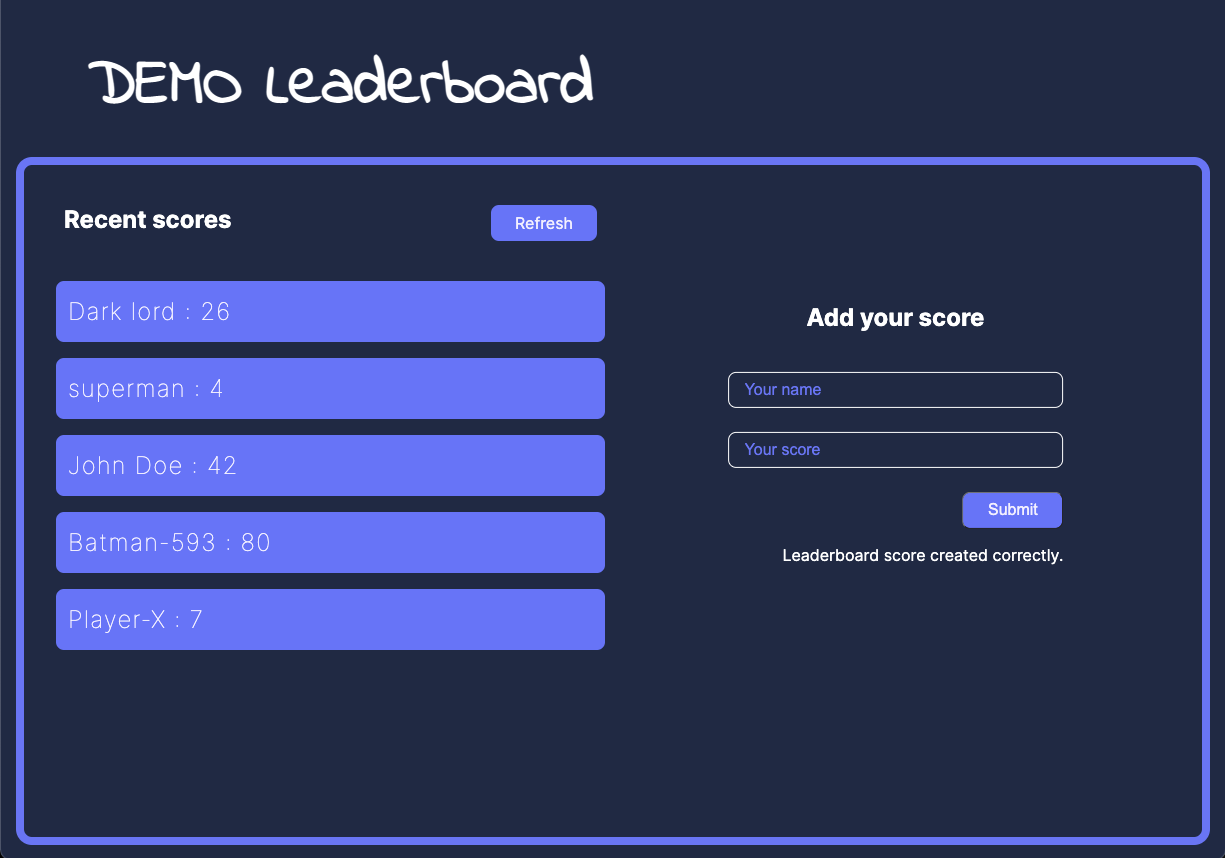 DEMO Leaderboard
Recent scores
Refresh
Dark lord : 26
superman : 4
John Doe : 42
Batman-593 : 80
Player-X : 7
Add your score
Your name
Your score
Submit
Leaderboard score created correctly.